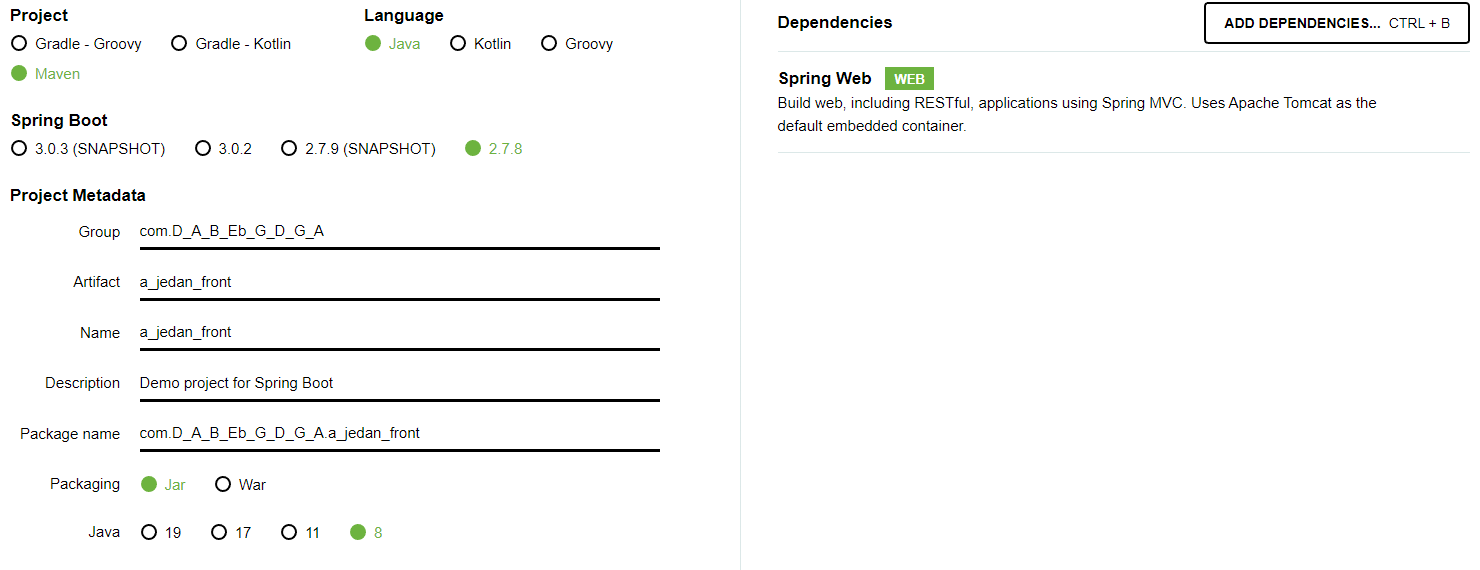 Project
Gradle - Groovy Gradle - Kotlin
Maven
Language
Java Kotlin Groovy
Spring Boot
3.0.3 (SNAPSHOT) 3.0.2 2.7.9 (SNAPSHOT) 2.7.8
Project Metadata
Group com.D_A_B_Eb_G_D_G_A
Artifact a_jedan_front
Name a_jedan_front
Description Demo project for Spring Boot
Package name com.D_A_B_Eb_G_D_G_A.a_jedan_front
Packaging Jar War
Java 19 17 11 8
Dependencies
ADD DEPENDENCIES... CTRL + B
Spring Web WEB
Build web, including RESTful, applications using Spring MVC. Uses Apache Tomcat as the
default embedded container.